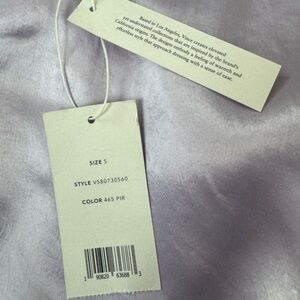 Based in Los Angeles, Vince creates elevated
yet understated collections that are inspired by the brand's
California origins. The designs embody a feeling of warmth and
effortless style that approach dressing with a sense of ease.
SIZE S
STYLE V580730560
COLOR 465 PIR